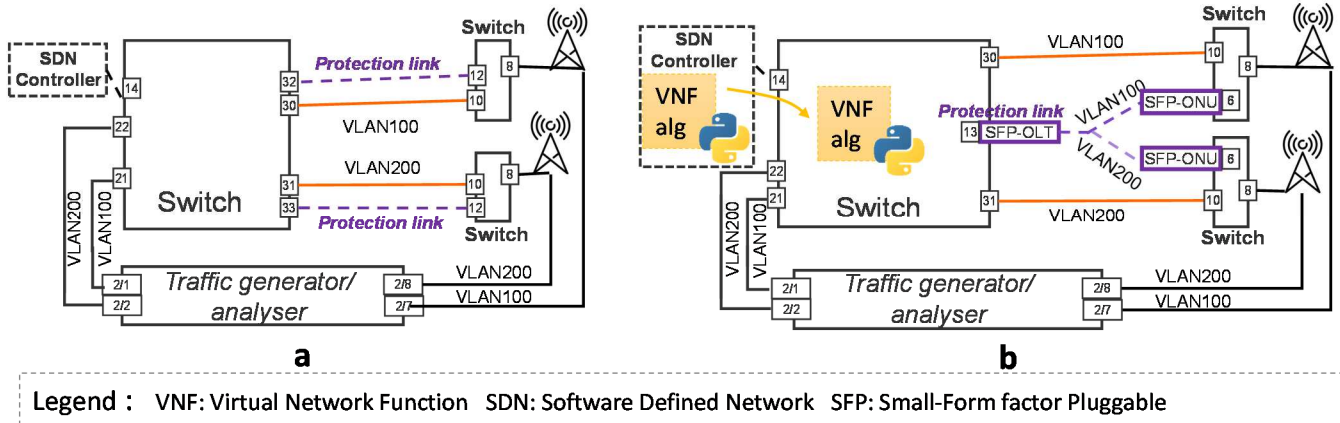 SDN
Controller
14
22
21
Switch
32
30
31
33
Protection link
VLAN100
VLAN200
Protection link
Switch
12
10
8
10
12
8
Switch
VLAN200
VLAN100
2/1
2/2
Traffic generator/
analyser
2/8
2/7
VLAN200
VLAN100
a
SDN
Controller
VNF
alg
VNF
alg
14
22
21
Switch
30
13
31
VLAN100
Protection link
SFP-OLT
VLAN100
VLAN200
SFP-ONU
SFP-ONU
VLAN200
Switch
10
8
6
6
8
10
Switch
VLAN200
VLAN100
2/1
2/2
Traffic generator/
analyser
2/8
2/7
VLAN200
VLAN100
b
Legend : VNF: Virtual Network Function SDN: Software Defined Network SFP: Small-Form factor Pluggable